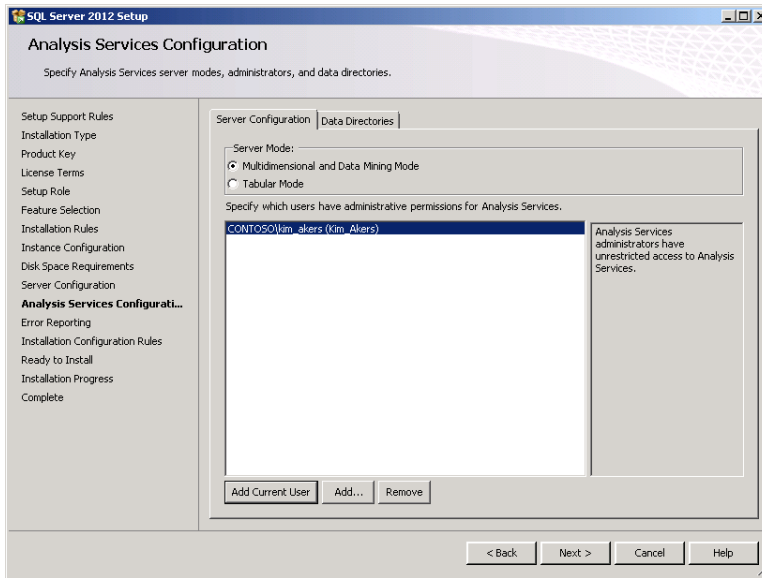 SQL Server 2012 Setup
Analysis Services Configuration
Specify Analysis Services server modes, administrators, and data directories.
Setup Support Rules
Installation Type
Product Key
License Terms
Setup Role
Feature Selection
Installation Rules
Instance Configuration
Disk Space Requirements
Server Configuration
Analysis Services Configurati...
Error Reporting
Installation Configuration Rules
Ready to Install
Installation Progress
Complete
Server Configuration
Data Directories
Server Mode:
Multidimensional and Data Mining Mode
Tabular Mode
Specify which users have administrative permissions for Analysis Services.
CONTOSO\kim_akers (Kim_Akers)
Analysis Services
administrators have
unrestricted access to Analysis
Services.
Add Current User
Add...
Remove
< Back
Next >
Cancel
Help